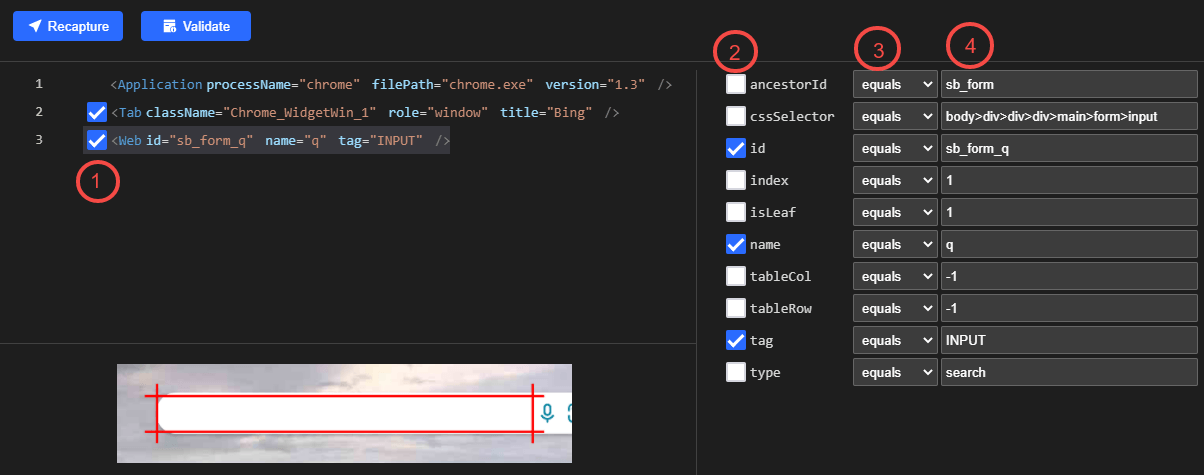 Recapture Validate
1 <Application processName="chrome" filePath="chrome.exe" version="1.3" />
2 <Tab className="Chrome_WidgetWin_1" role="window" title="Bing" />
3 <Web id="sb_form_q" name="q" tag="INPUT" />
1
2 3 4
ancestorId equals sb_form
cssSelector equals body>div>div>div>main>form>input
id equals sb_form_q
index equals 1
isLeaf equals 1
name equals q
tableCol equals -1
tableRow equals -1
tag equals INPUT
type equals search